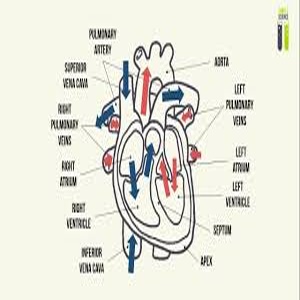 PULMONARY
ARTERY
SUPERIOR
VENA CAVA
RIGHT
PULMONARY
VEINS
RIGHT
ATRIUM
RIGHT
VENTRICLE
INFERIOR
VENA CAVA
AORTA
LEFT
PULMONARY
VEINS
LEFT
ATRIUM
LEFT
VENTRICLE
SEPTUM
APEX